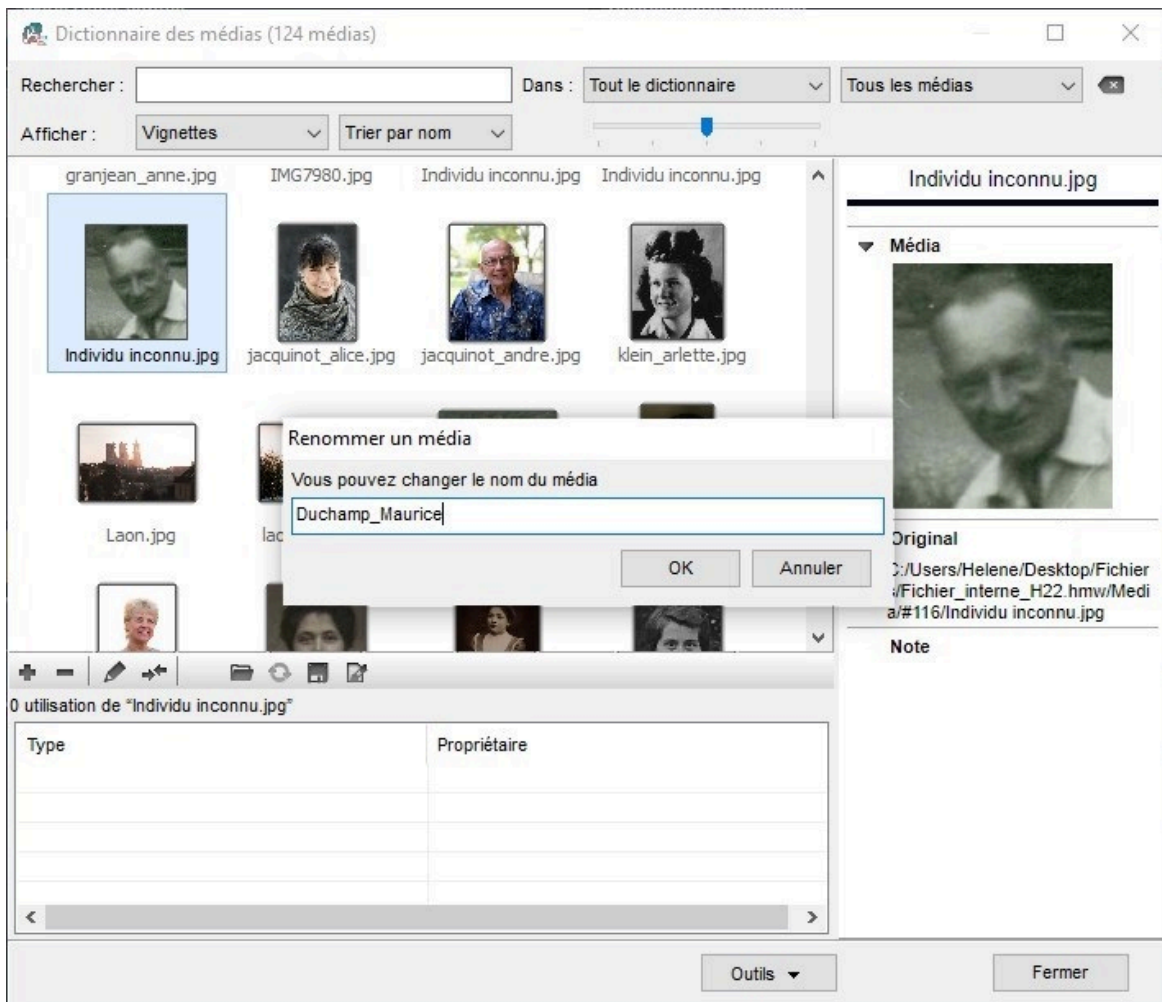 Dictionnaire des médias (124 médias)
Rechercher :
Dans :
Tout le dictionnaire
Tous les médias
Afficher :
Vignettes
Trier par nom
granjean_anne.jpg
IMG7980.jpg
Individu inconnu.jpg
Individu inconnu.jpg
Individu inconnu.jpg
jacquinot_alice.jpg
jacquinot_andre.jpg
klein_arlette.jpg
Laon.jpg
Renommer un média
Vous pouvez changer le nom du média
Duchamp_Maurice
OK
Annuler
Individu inconnu.jpg
Média
Original
C:/Users/Helene/Desktop/Fichier
s/Fichier_interne_H22.hmw/Medi
a/#116/Individu inconnu.jpg
Note
0 utilisation de “Individu inconnu.jpg”
Type
Propriétaire
Outils
Fermer